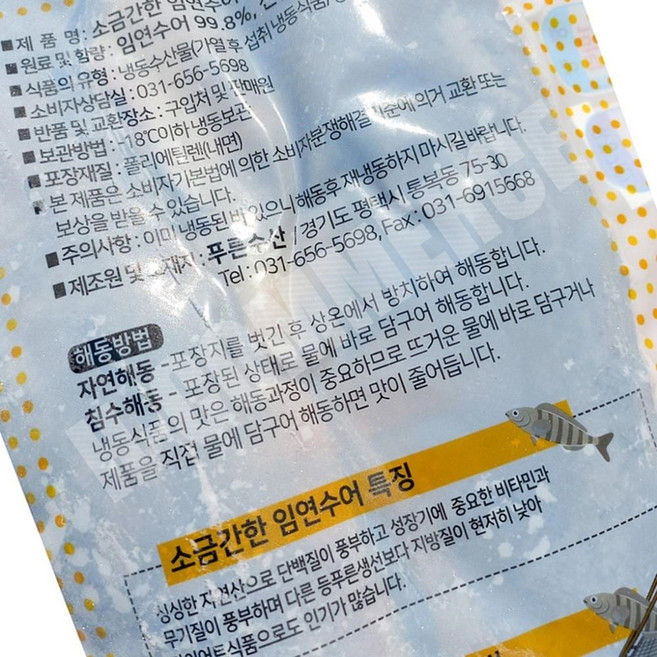 ■제 품 명 : 소금간한 임연수어
■원료 및 함량 : 임연수어 99.8%,
■식품의 유형 : 냉동수산물(가열 후 섭취 냉동식품)
■소비자상담실 : 031-656-5698
■반품 및 교환장소 : 구입처 및 판매원
■보관방법 : -18℃이하 냉동보관
■포장재질 : 폴리에틸렌(내면)
■본 제품은 소비자기본법에 의한 소비자분쟁해결기준에 의거 교환 또는
보상을 받을 수 있습니다.
■주의사항 : 이미 냉동된 바 있으니 해동후 재냉동하지 마시길 바랍니다.
■제조원 및 소재지 : 푸른수산 / 경기도 평택시 통복동 75-30
Tel : 031-656-5698, Fax : 031-6915668
해동방법
자연해동 - 포장지를 벗긴 후 상온에서 방치하여 해동합니다.
침수해동 - 포장된 상태로 물에 바로 담구어 해동합니다.
냉동식품의 맛은 해동과정이 중요하므로 뜨거운 물에 바로 담구거나
제품을 직접 물에 담구어 해동하면 맛이 줄어듭니다.
소금간한 임연수어 특징
싱싱한 자연산으로 단백질이 풍부하고 성장기에 중요한 비타민과
무기질이 풍부하며 다른 등푸른생선보다 지방질이 현저히 낮아
다이어트식품으로도 인기가 많습니다.